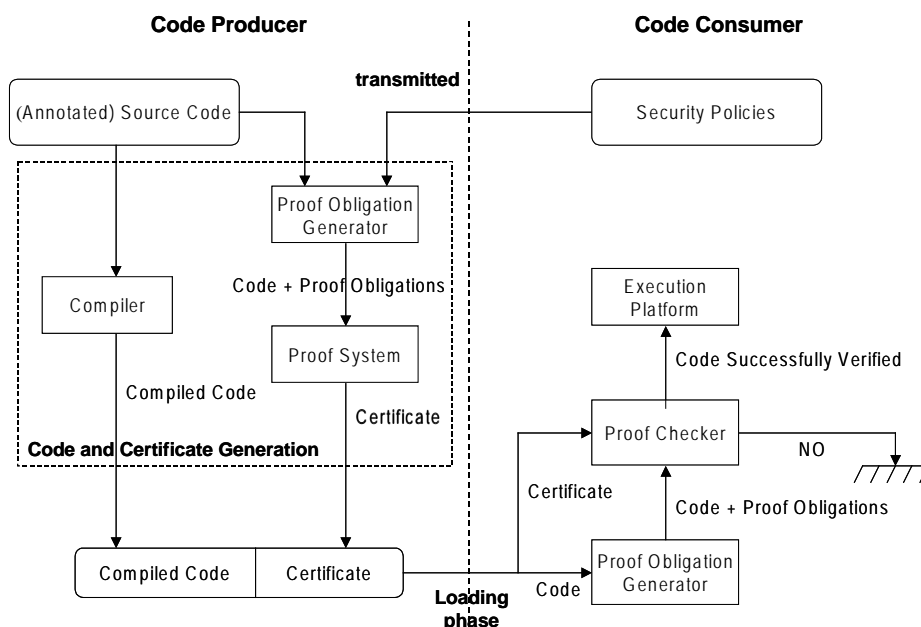 Code Producer
Code Consumer
transmitted
(Annotated) Source Code
Security Policies
Proof Obligation
Generator
Code + Proof Obligations
Compiler
Execution
Platform
Proof System
Code Successfully Verified
Compiled Code
Certificate
Proof Checker
NO
Code and Certificate Generation
Certificate
Code + Proof Obligations
Compiled Code
Certificate
Proof Obligation
Generator
Code
Loading
phase